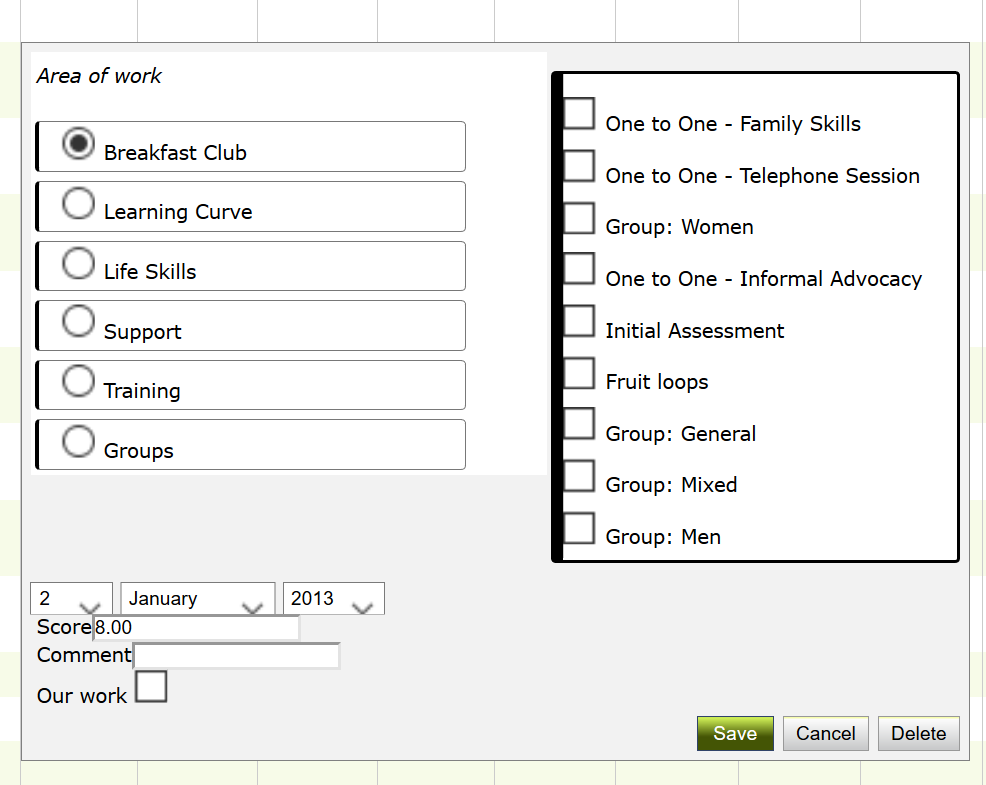 Area of work
Breakfast Club
Learning Curve
Life Skills
Support
Training
Groups
One to One - Family Skills
One to One - Telephone Session
Group: Women
One to One - Informal Advocacy
Initial Assessment
Fruit loops
Group: General
Group: Mixed
Group: Men
2 January 2013
Score 8.00
Comment
Our work
Save Cancel Delete